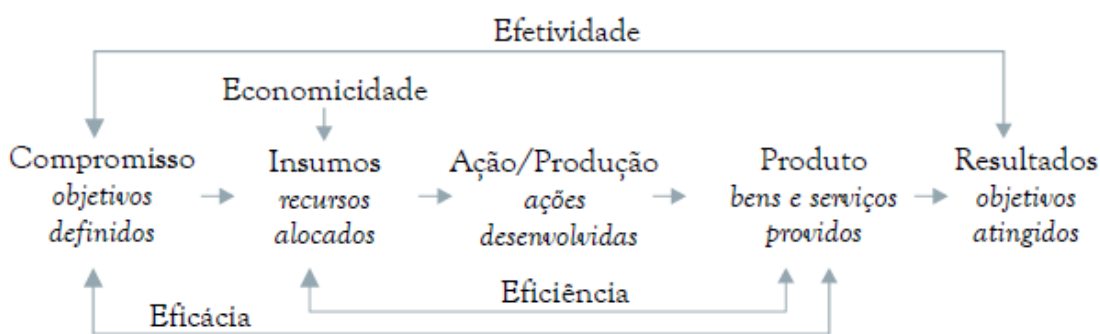 Efetividade
Economicidade
Compromisso
objetivos
definidos
Insumos
recursos
alocados
Ação/Produção
ações
desenvolvidas
Produto
bens e serviços
providos
Resultados
objetivos
atingidos
Eficiência
Eficácia